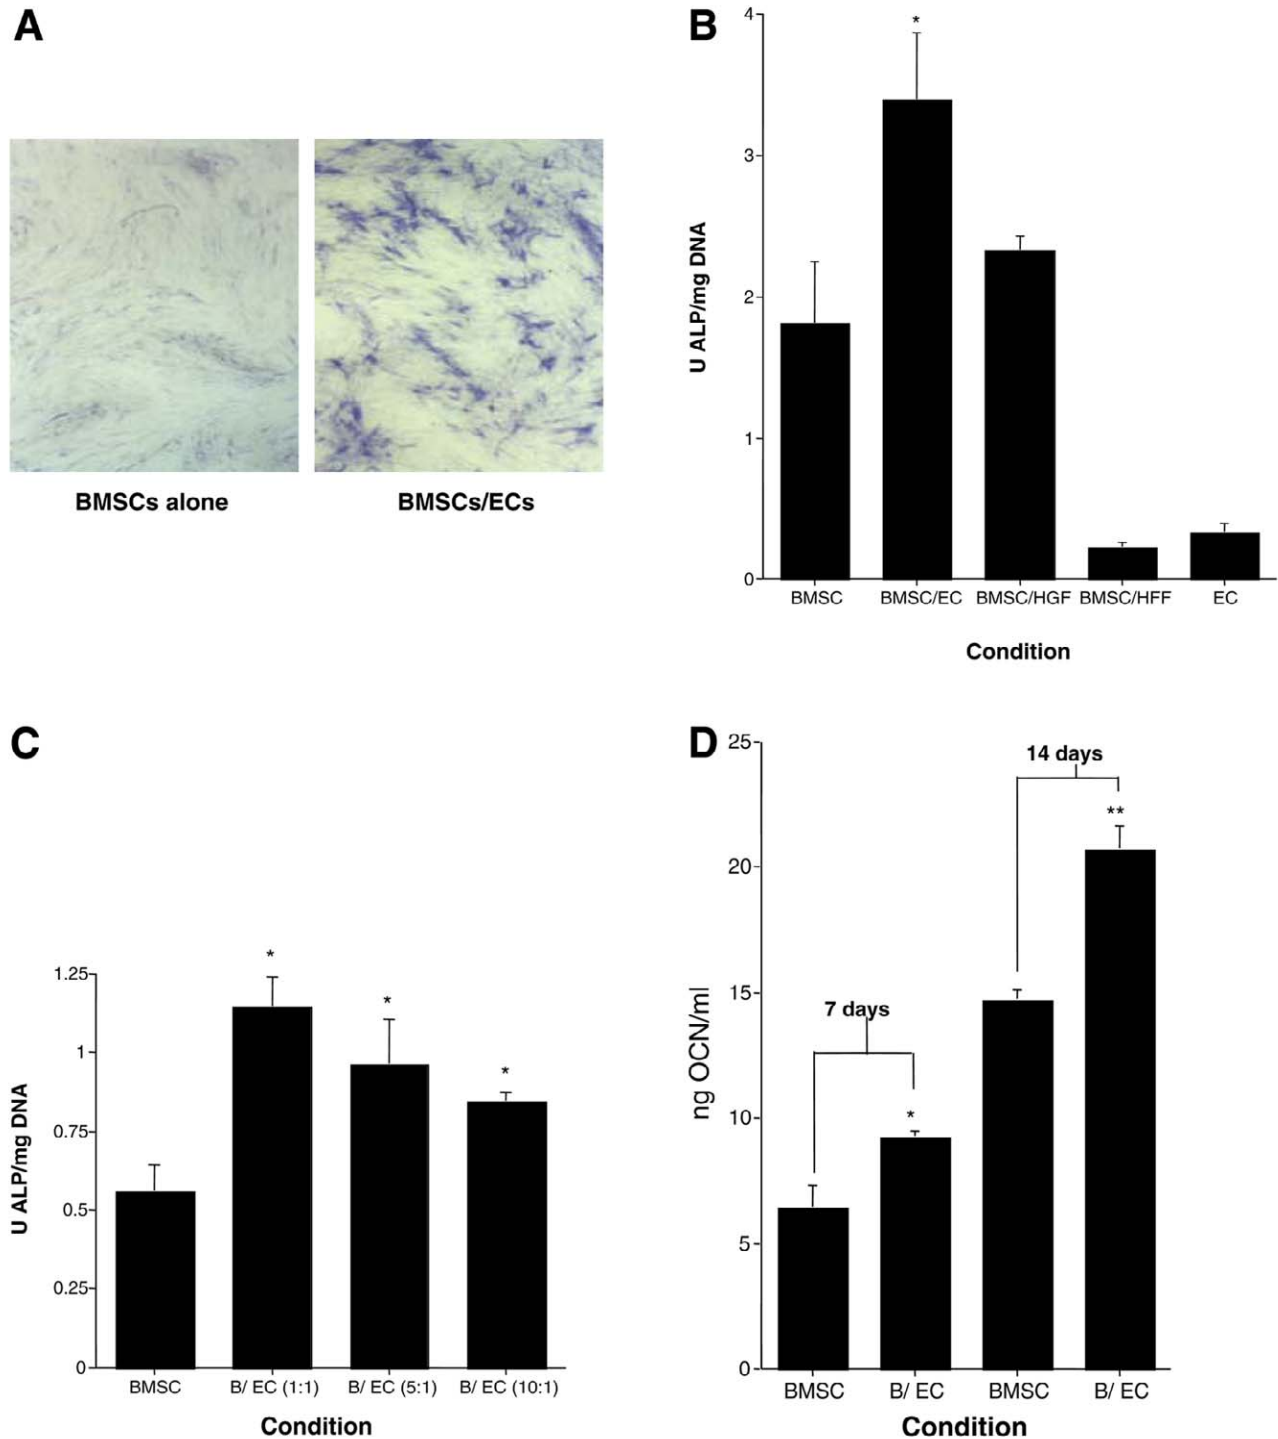 A
BMSCs alone
BMSCs/ECs
B
4
3
2
1
0
U ALP/mg DNA
*
BMSC
BMSC/EC
BMSC/HGF
BMSC/HFF
EC
Condition
C
1.25
1
0.75
0.5
0.25
0
U ALP/mg DNA
*
*
*
BMSC
B/ EC (1:1)
B/ EC (5:1)
B/ EC (10:1)
Condition
D
25
20
15
10
5
0
ng OCN/ml
7 days
*
14 days
**
BMSC
B/ EC
BMSC
B/ EC
Condition